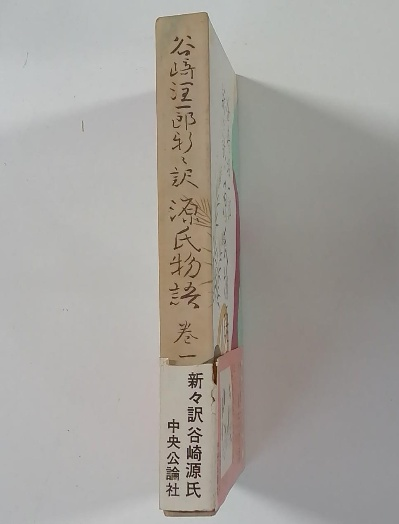 谷崎潤一郎新々訳 源氏物語 巻一
新々訳谷崎源氏
中央公論社